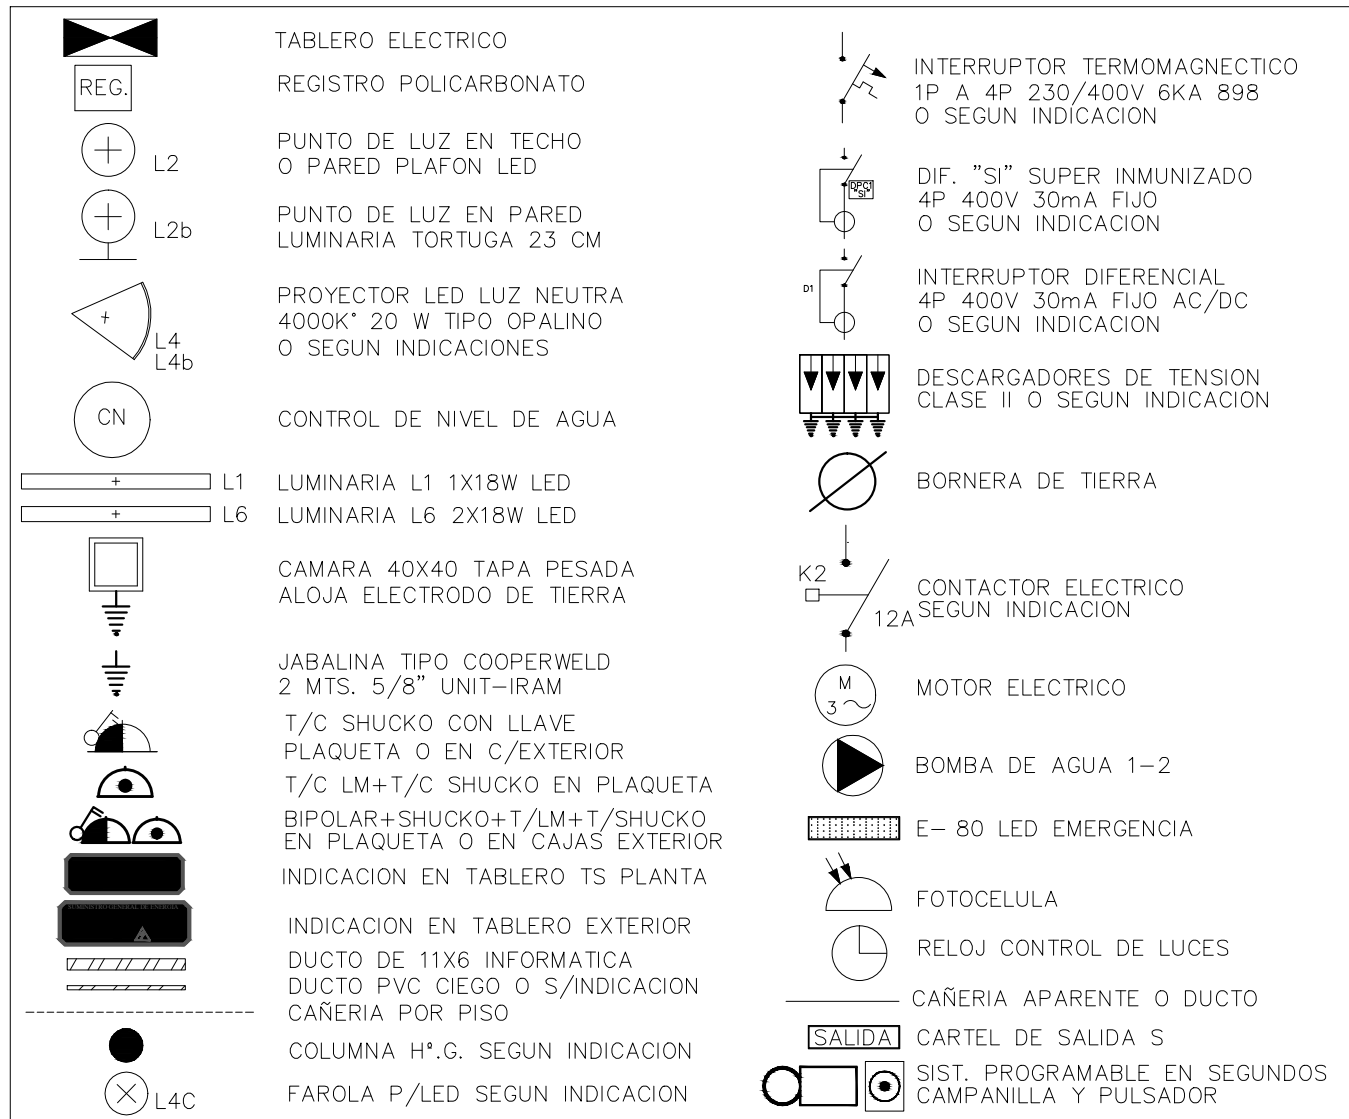 TABLERO ELECTRICO
REG.
REGISTRO POLICARBONATO
L2
PUNTO DE LUZ EN TECHO
O PARED PLAFON LED
L2b
PUNTO DE LUZ EN PARED
LUMINARIA TORTUGA 23 CM
L4
L4b
PROYECTOR LED LUZ NEUTRA
4000K° 20 W TIPO OPALINO
O SEGUN INDICACIONES
CN
CONTROL DE NIVEL DE AGUA
L1
LUMINARIA L1 1X18W LED
L6
LUMINARIA L6 2X18W LED
CAMARA 40X40 TAPA PESADA
ALOJA ELECTRODO DE TIERRA
JABALINA TIPO COOPERWELD
2 MTS. 5/8" UNIT-IRAM
T/C SHUCKO CON LLAVE
PLAQUETA O EN C/EXTERIOR
T/C LM+T/C SHUCKO EN PLAQUETA
BIPOLAR+SHUCKO+T/LM+T/SHUCKO
EN PLAQUETA O EN CAJAS EXTERIOR
INDICACION EN TABLERO TS PLANTA
SUMINISTRO GENERAL DE ENERGIA
INDICACION EN TABLERO EXTERIOR
DUCTO DE 11X6 INFORMATICA
DUCTO PVC CIEGO O S/INDICACION
CAÑERIA POR PISO
COLUMNA Hº.G. SEGUN INDICACION
L4C
FAROLA P/LED SEGUN INDICACION
INTERRUPTOR TERMOMAGNECTICO
1P A 4P 230/400V 6KA 898
O SEGUN INDICACION
DPC1
"SI"
DIF. "SI" SUPER INMUNIZADO
4P 400V 30mA FIJO
O SEGUN INDICACION
D1
INTERRUPTOR DIFERENCIAL
4P 400V 30mA FIJO AC/DC
O SEGUN INDICACION
DESCARGADORES DE TENSION
CLASE II O SEGUN INDICACION
BORNERA DE TIERRA
K2
12A
CONTACTOR ELECTRICO
SEGUN INDICACION
M
3~
MOTOR ELECTRICO
BOMBA DE AGUA 1-2
E- 80 LED EMERGENCIA
FOTOCELULA
RELOJ CONTROL DE LUCES
CAÑERIA APARENTE O DUCTO
SALIDA
CARTEL DE SALIDA S
SIST. PROGRAMABLE EN SEGUNDOS
CAMPANILLA Y PULSADOR